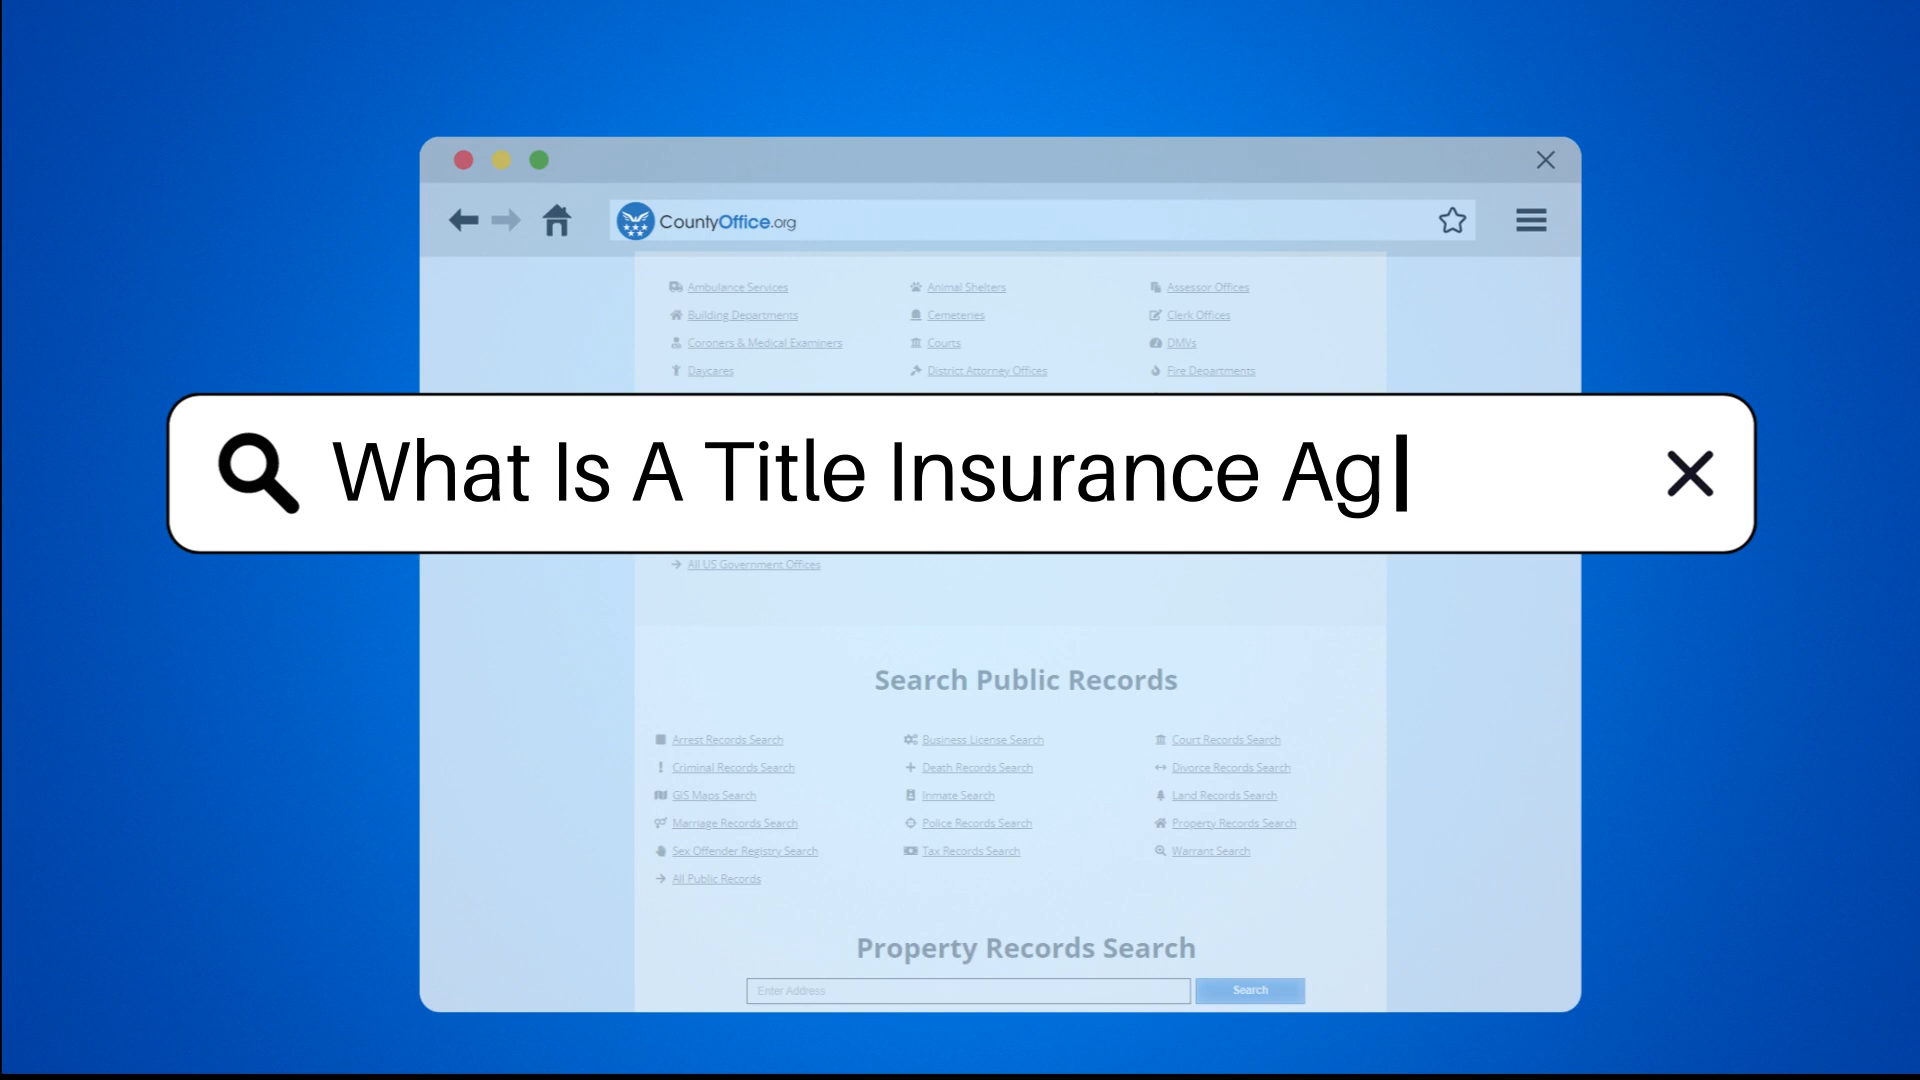 CountyOffice.org
Ambulance Services Animal Shelters Assessor Offices
Building Departments Cemeteries Clerk Offices
Coroners & Medical Examiners Courts DMVs
Daycares District Attorney Offices Fire Departments
What Is A Title Insurance Ag
All US Government Offices
Search Public Records
Arrest Records Search Business License Search Court Records Search
Criminal Records Search Death Records Search Divorce Records Search
GIS Maps Search Inmate Search Land Records Search
Marriage Records Search Police Records Search Property Records Search
Sex Offender Registry Search Tax Records Search Warrant Search
All Public Records
Property Records Search
Enter Address Search